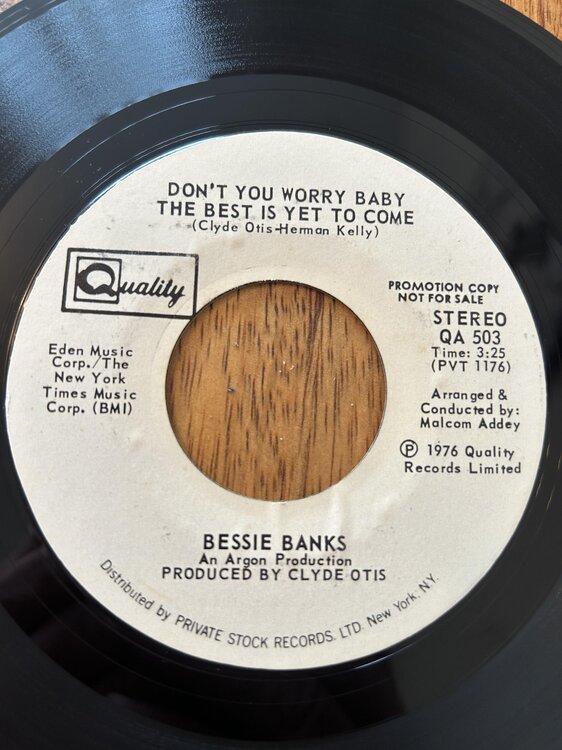 DON'T YOU WORRY BABY
THE BEST IS YET TO COME
(Clyde Otis-Herman Kelly)
Quality
Eden Music
Corp./The
New York
Times Music
Corp. (BMI)
PROMOTION COPY
NOT FOR SALE
STEREO
QA 503
Time: 3:25
(PVT 1176)
Arranged &
Conducted by:
Malcom Addey
Ⓟ 1976 Quality
Records Limited
BESSIE BANKS
An Argon Production
PRODUCED BY CLYDE OTIS
Distributed by PRIVATE STOCK RECORDS. LTD. New York, N.Y.